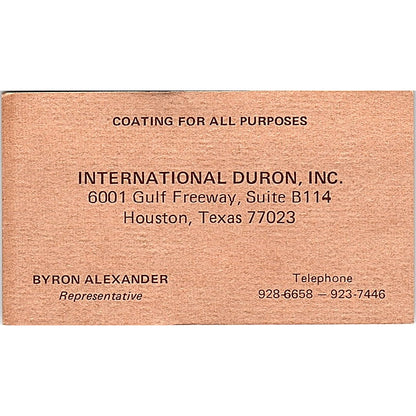 COATING FOR ALL PURPOSES
INTERNATIONAL DURON, INC.
6001 Gulf Freeway, Suite B114
Houston, Texas 77023
BYRON ALEXANDER
Representative
Telephone
928-6658 — 923-7446